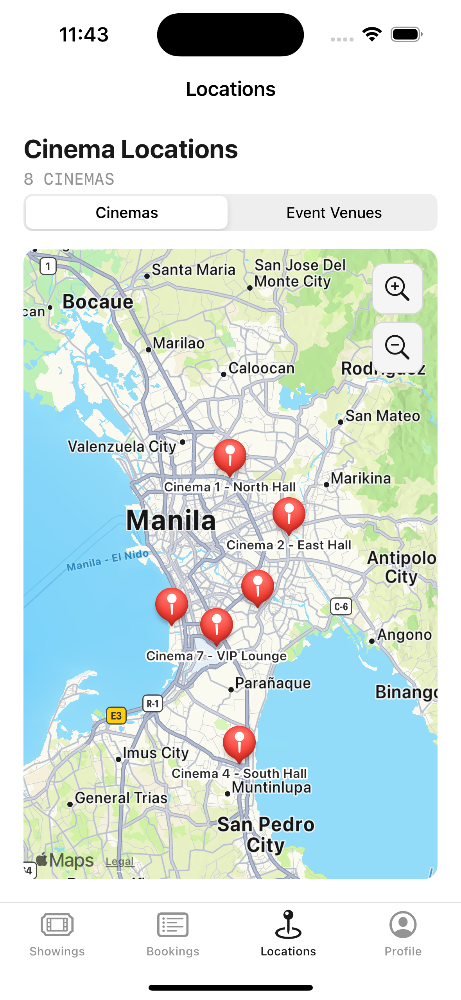 11:43
Locations
Cinema Locations
8 CINEMAS
Cinemas
Event Venues
1
Santa Maria
San Jose Del
Monte City
Bocaue
can
Marilao
Caloocan
Rodriguez
San Mateo
Valenzuela City
Marikina
Cinema 1 - North Hall
Manila
Cinema 2 - East Hall
Manila - El Nido
Antipolo
City
C-6
Angono
Cinema 7 - VIP Lounge
Parañaque
Binango
R-1
E3
Imus City
Cinema 4 - South Hall
Muntinlupa
General Trias
San Pedro
City
Maps
Legal
64
Showings
Bookings
Locations
Profile